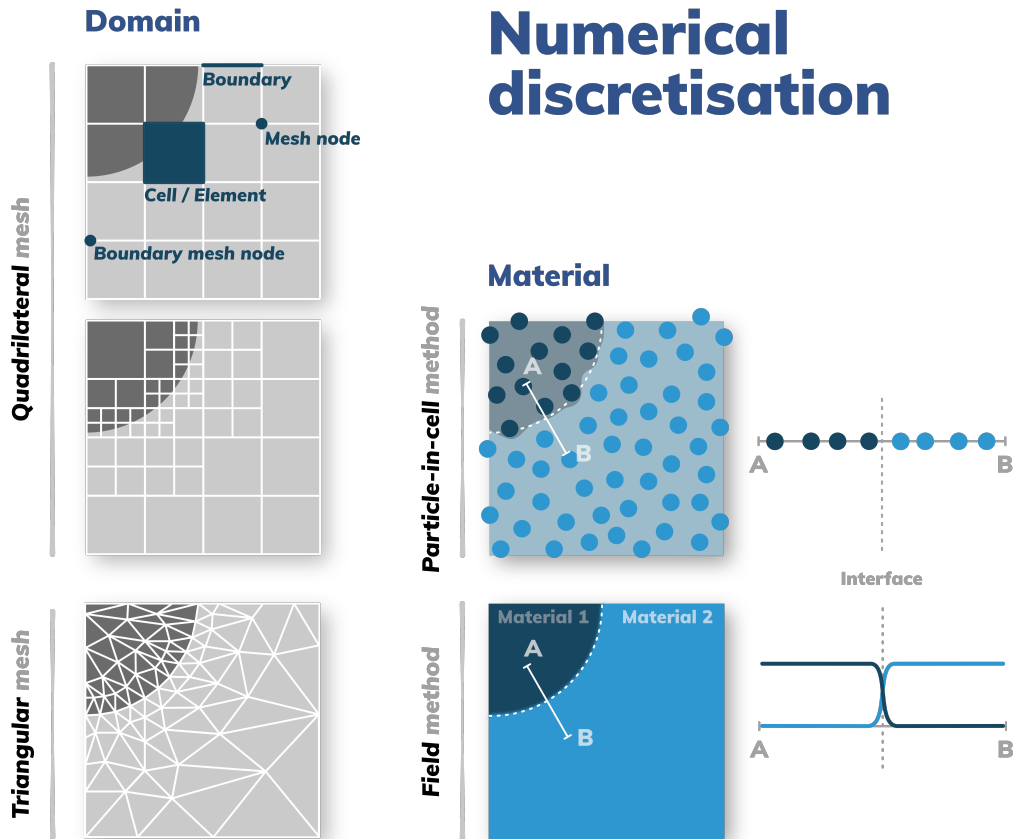 Domain
Numerical
discretisation
Boundary
Mesh node
Cell / Element
Boundary mesh node
Quadrilateral mesh
Triangular mesh
Material
Particle-in-cell method
A
B
A
B
Interface
Field method
Material 1
Material 2
A
B
A
B